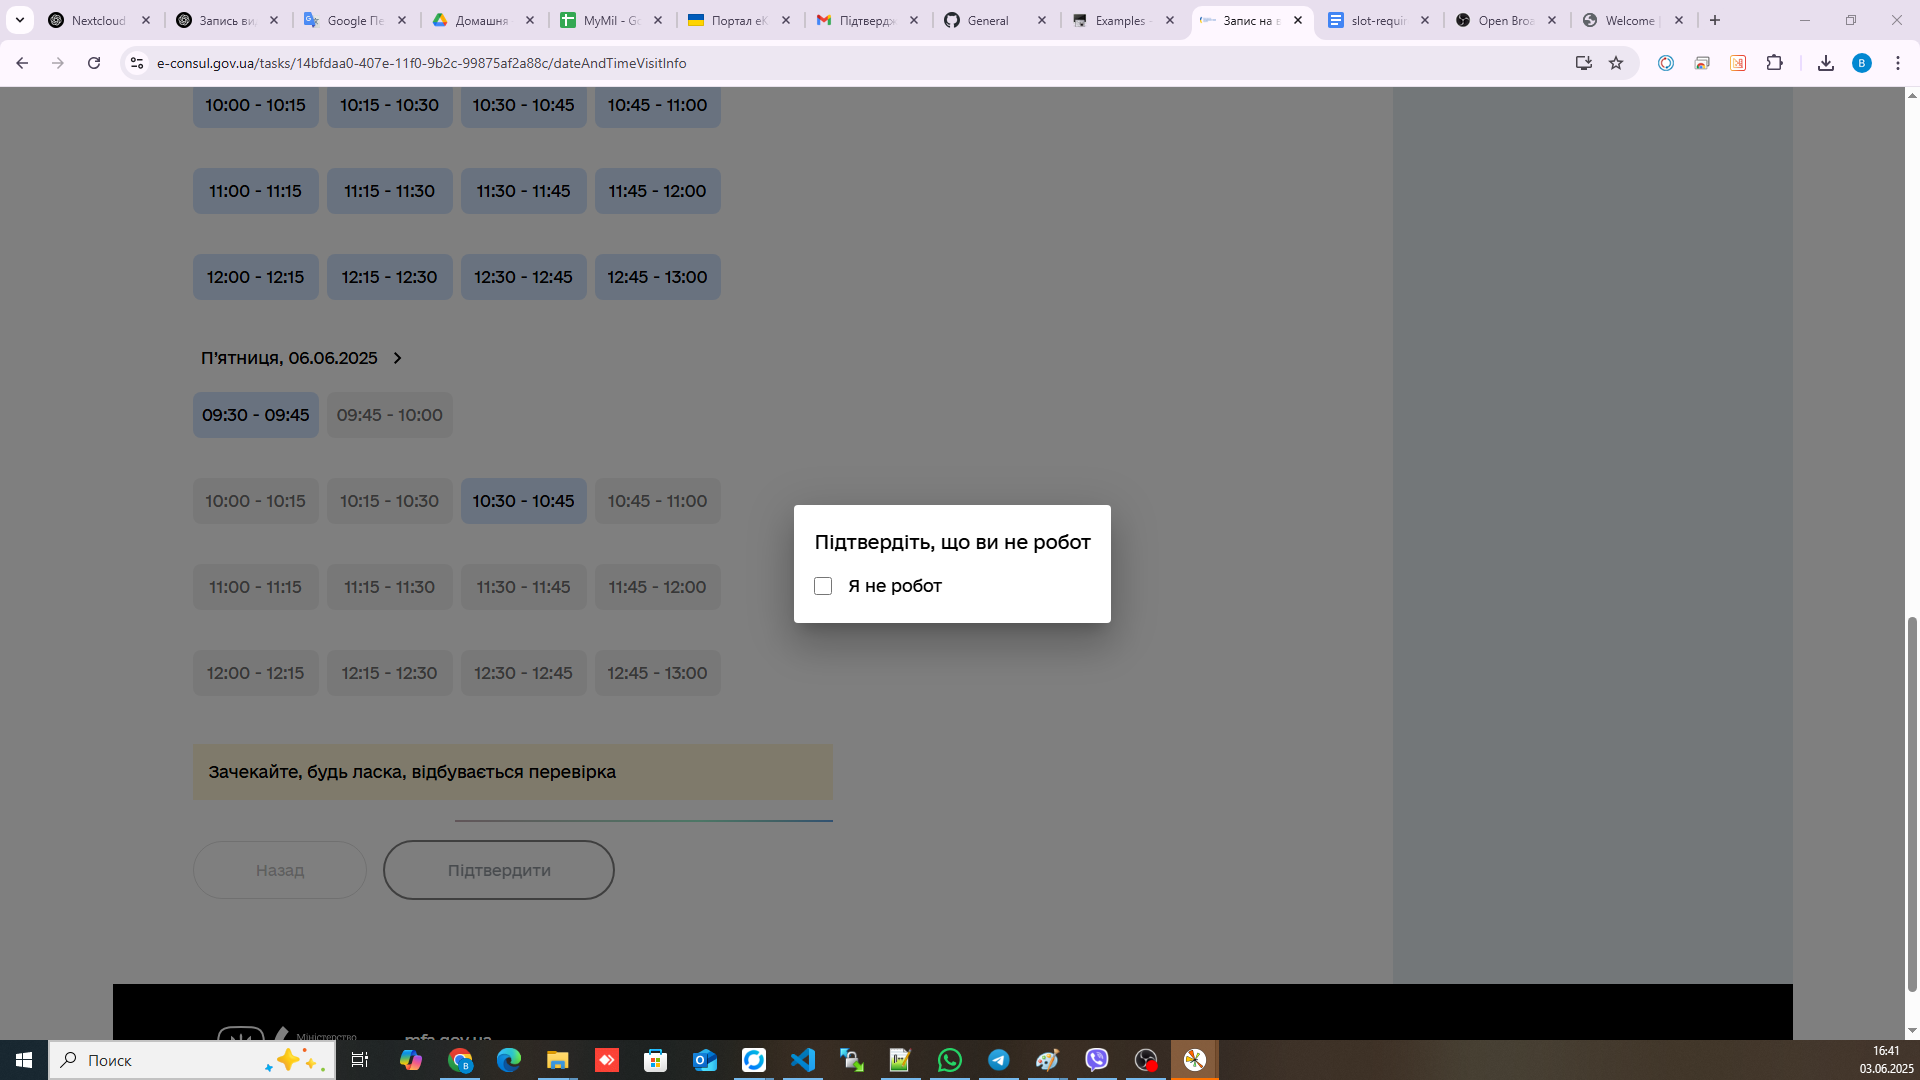 Nextcloud
Запись ви
Google Пе
Домашня
MyMil - Go
Портал еК
Підтвердж
General
Examples -
Запис на в
slot-requir
Open Broa
Welcome
e-consul.gov.ua/tasks/14bfdaa0-407e-11f0-9b2c-99875af2a88c/dateAndTimeVisitInfo
B
10:00 - 10:15 10:15 - 10:30 10:30 - 10:45 10:45 - 11:00
11:00 - 11:15 11:15 - 11:30 11:30 - 11:45 11:45 - 12:00
12:00 - 12:15 12:15 - 12:30 12:30 - 12:45 12:45 - 13:00
П'ятниця, 06.06.2025
09:30 - 09:45 09:45 - 10:00
10:00 - 10:15 10:15 - 10:30 10:30 - 10:45 10:45 - 11:00
Підтвердіть, що ви не робот
Я не робот
11:00 - 11:15 11:15 - 11:30 11:30 - 11:45 11:45 - 12:00
12:00 - 12:15 12:15 - 12:30 12:30 - 12:45 12:45 - 13:00
Зачекайте, будь ласка, відбувається перевірка
Назад Підтвердити
Міністерство
mfa.gov.ua
Поиск
16:41
03.06.2025